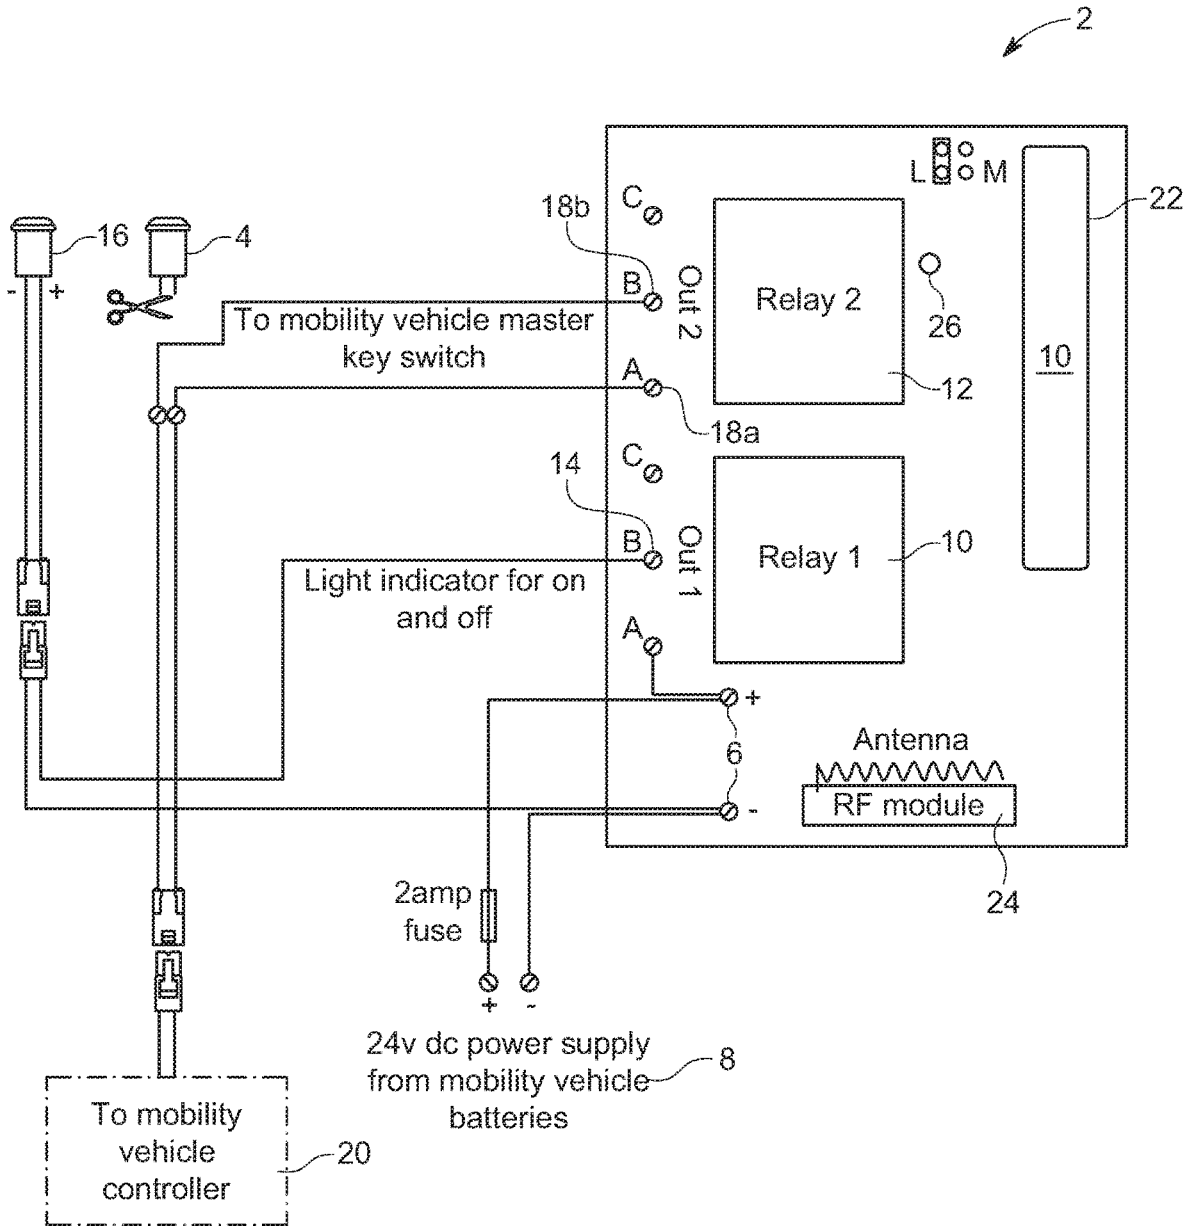 2
L
M
22
C
18b
16
4
B
Out 2
Relay 2
- +
26
10
To mobility vehicle master
key switch
A
12
18a
C
14
B
Out 1
Relay 1
10
Light indicator for on
and off
A
+
6
-
Antenna
RF module
24
2amp
fuse
+ -
24v dc power supply
from mobility vehicle
batteries
8
To mobility
vehicle
controller
20